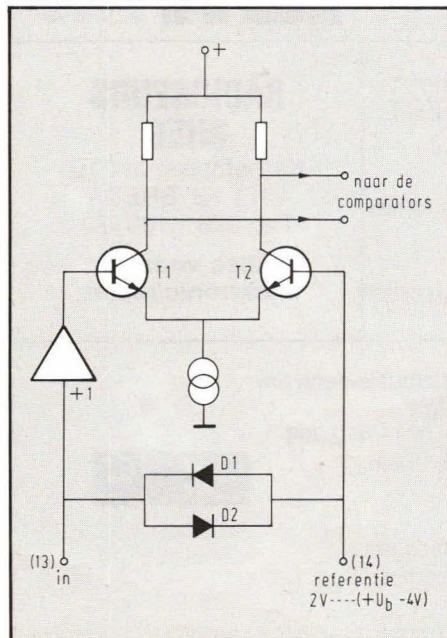 +
naar de
comparators
T1
T2
+1
D1
D2
(13)
in
(14)
referentie
2V----(+Ub -4V)